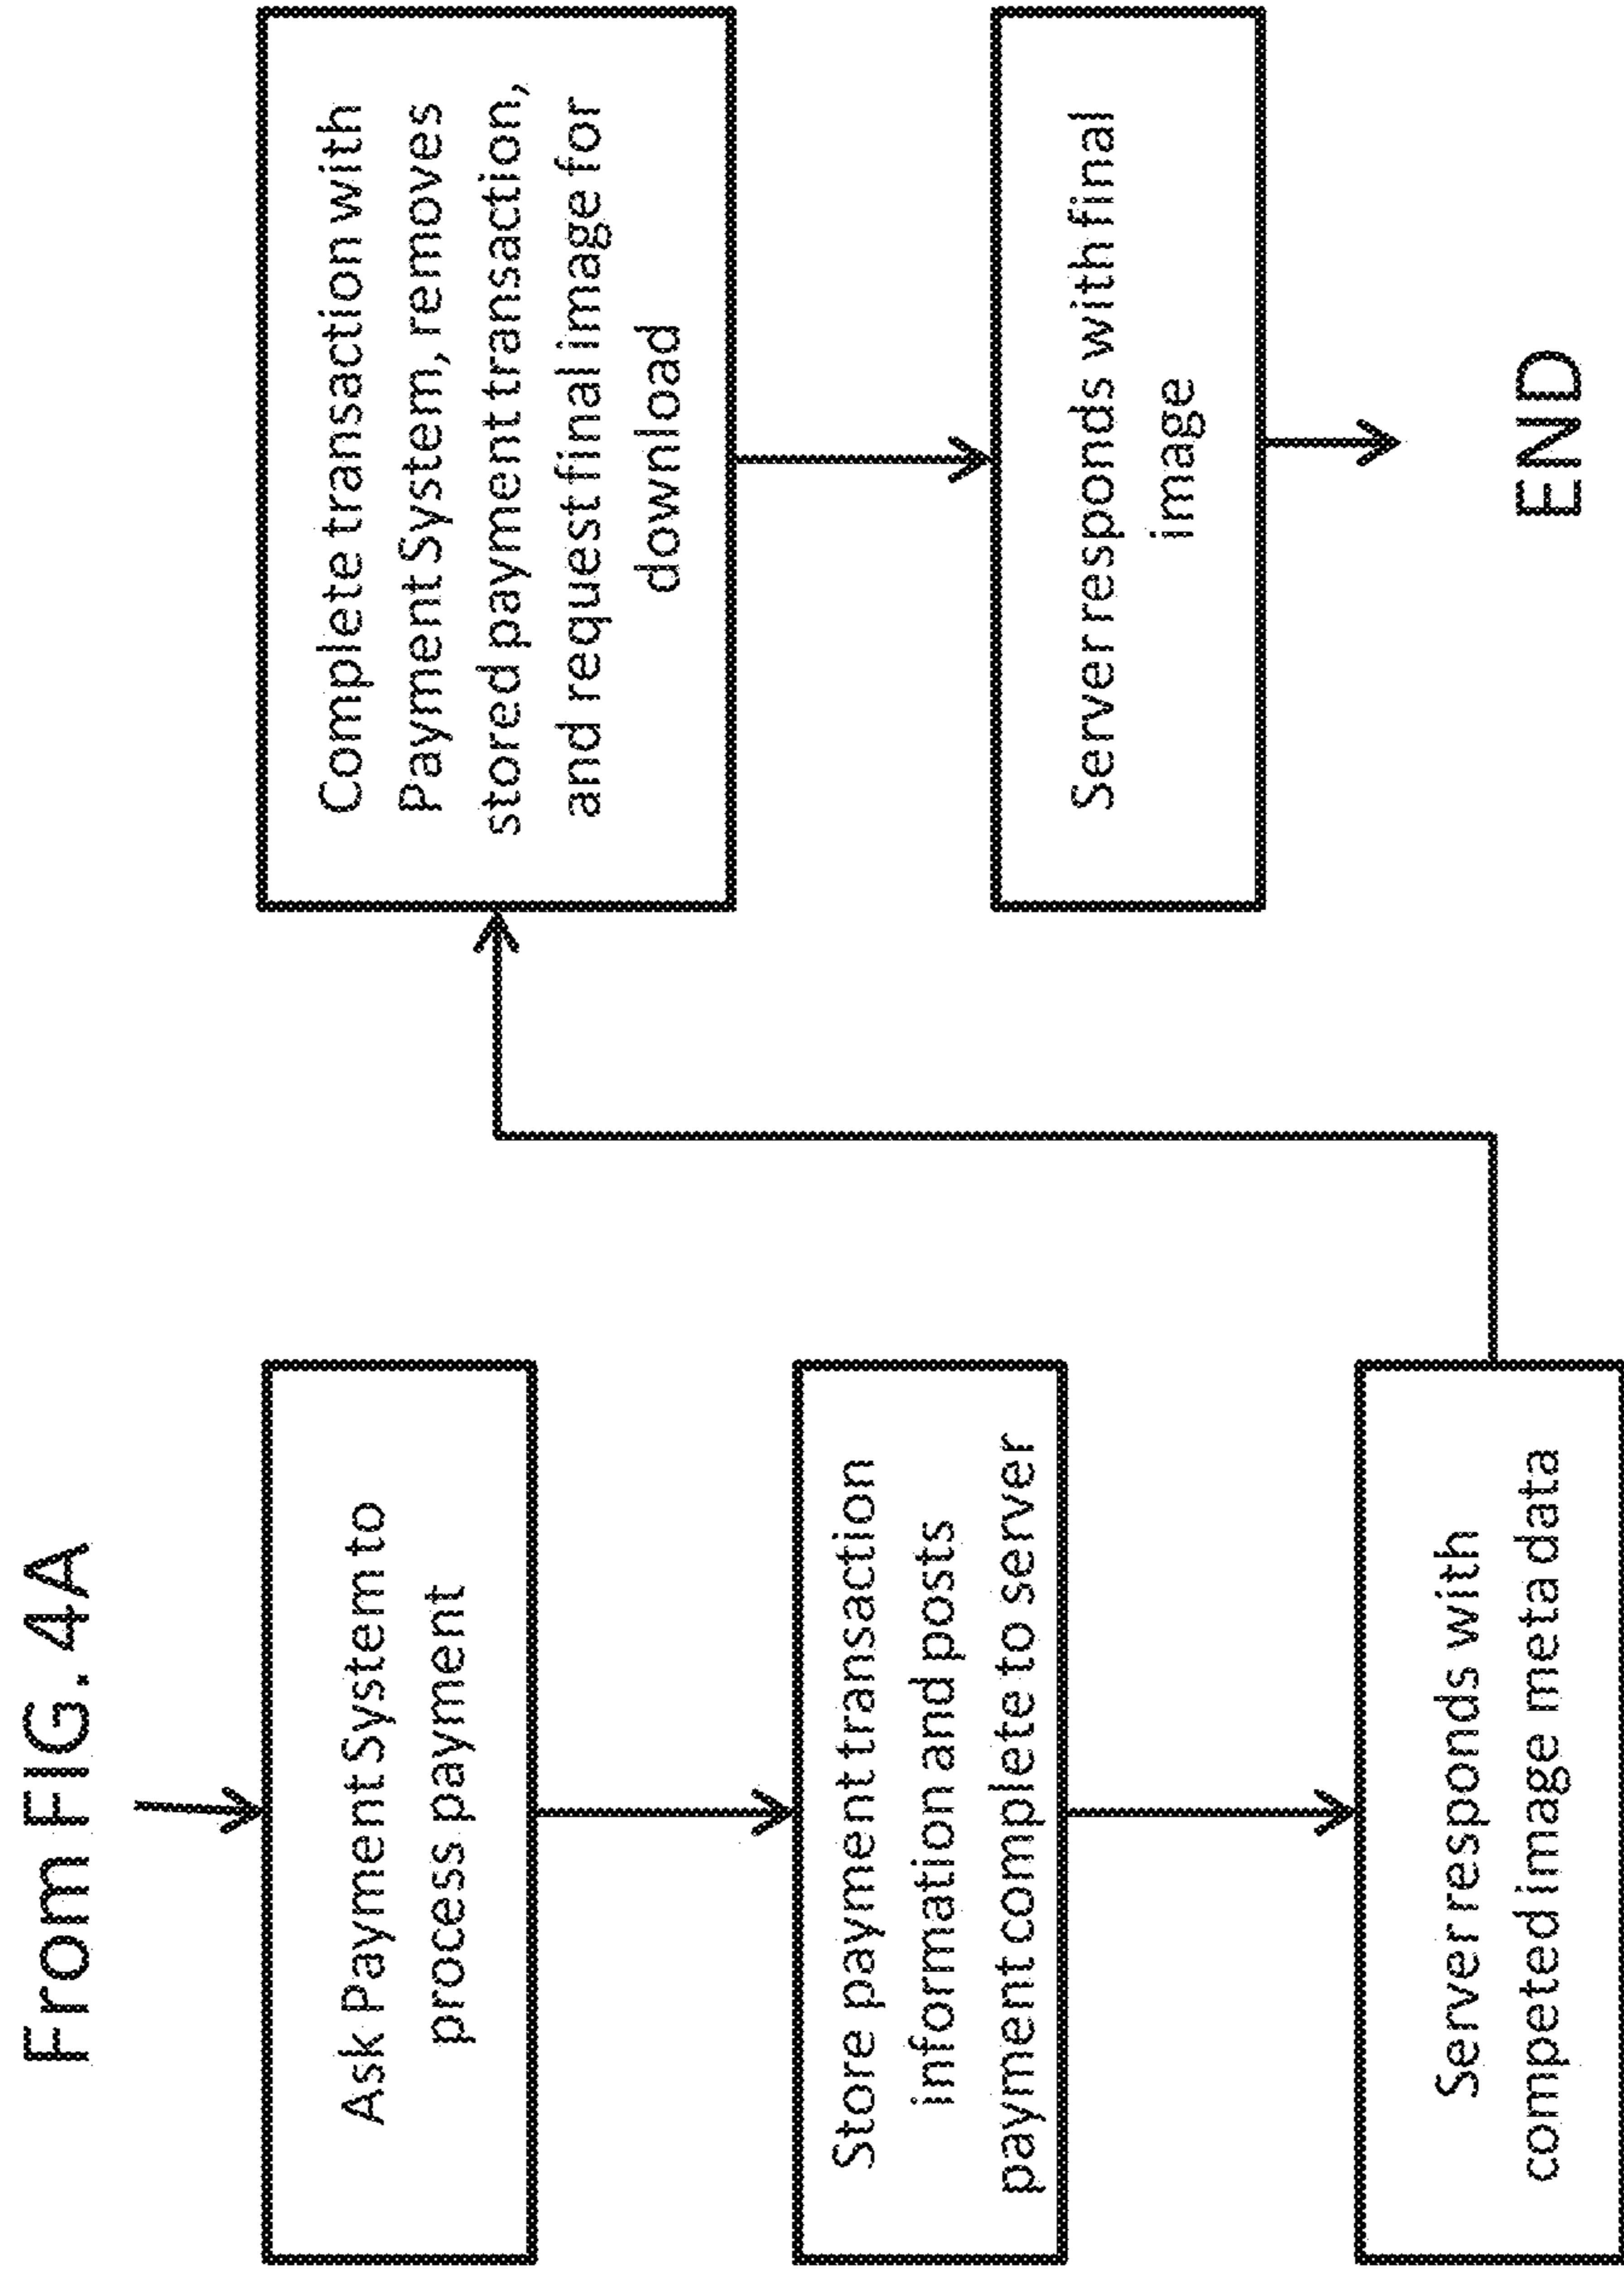 From FIG. 4A
Ask Payment System to
process payment
Store payment transaction
information and posts
payment complete to server
Server responds with
competed image meta data
Complete transaction with
Payment System, removes
stored payment transaction,
and request final image for
download
Server responds with final
image
END